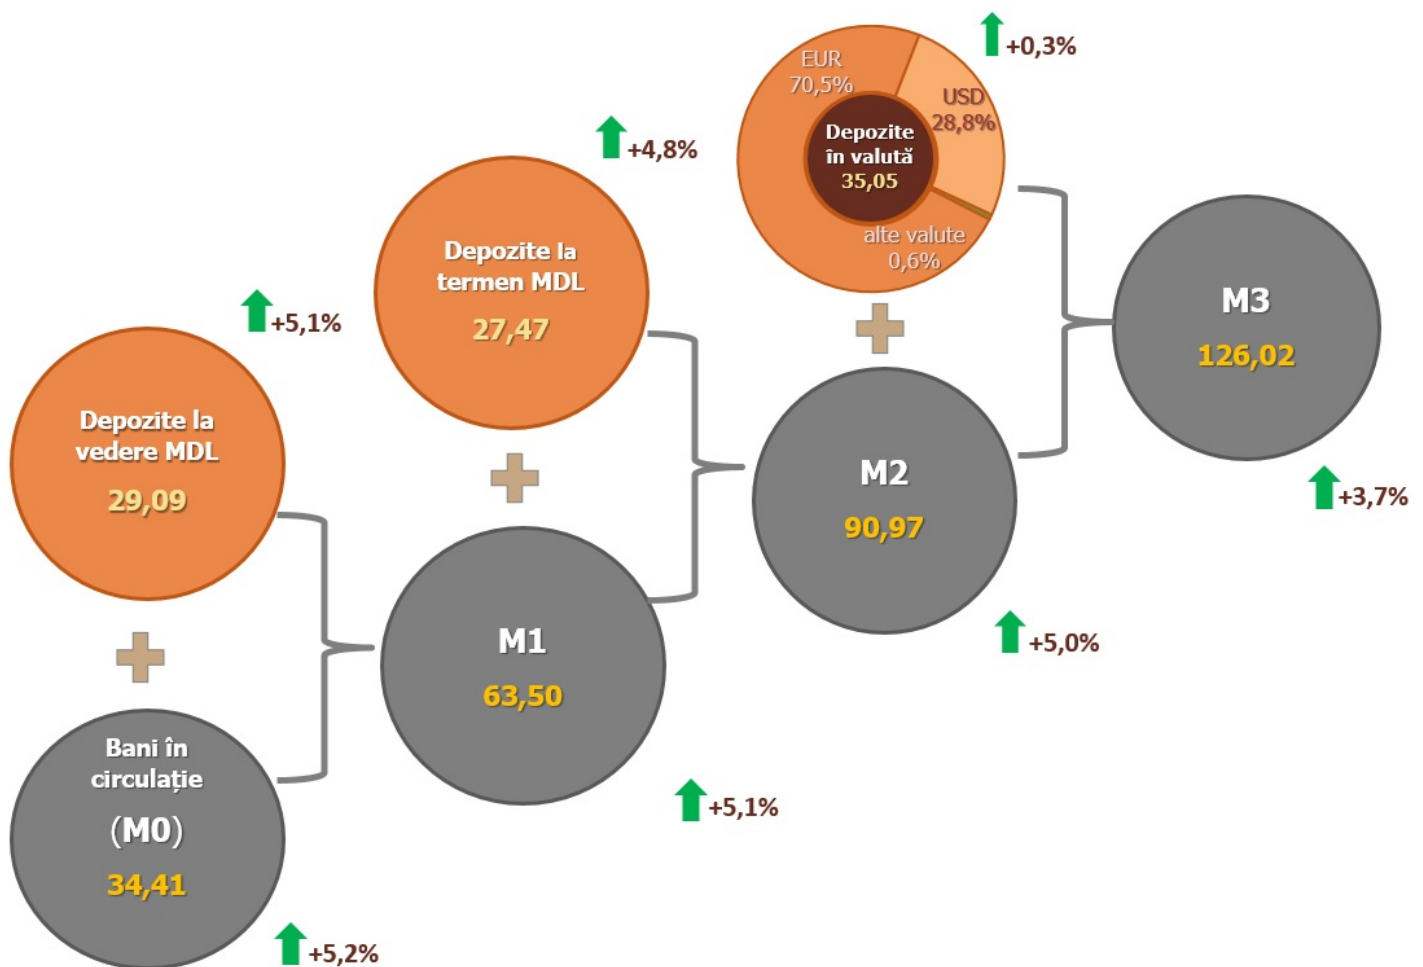 Depozite la
vedere MDL
29,09
+5,1%
Bani în
circulație
(M0)
34,41
+5,2%
Depozite la
termen MDL
27,47
+4,8%
M1
63,50
+5,1%
EUR
70,5%
USD
28,8%
Depozite
în valută
35,05
alte valute
0,6%
+0,3%
M2
90,97
+5,0%
M3
126,02
+3,7%